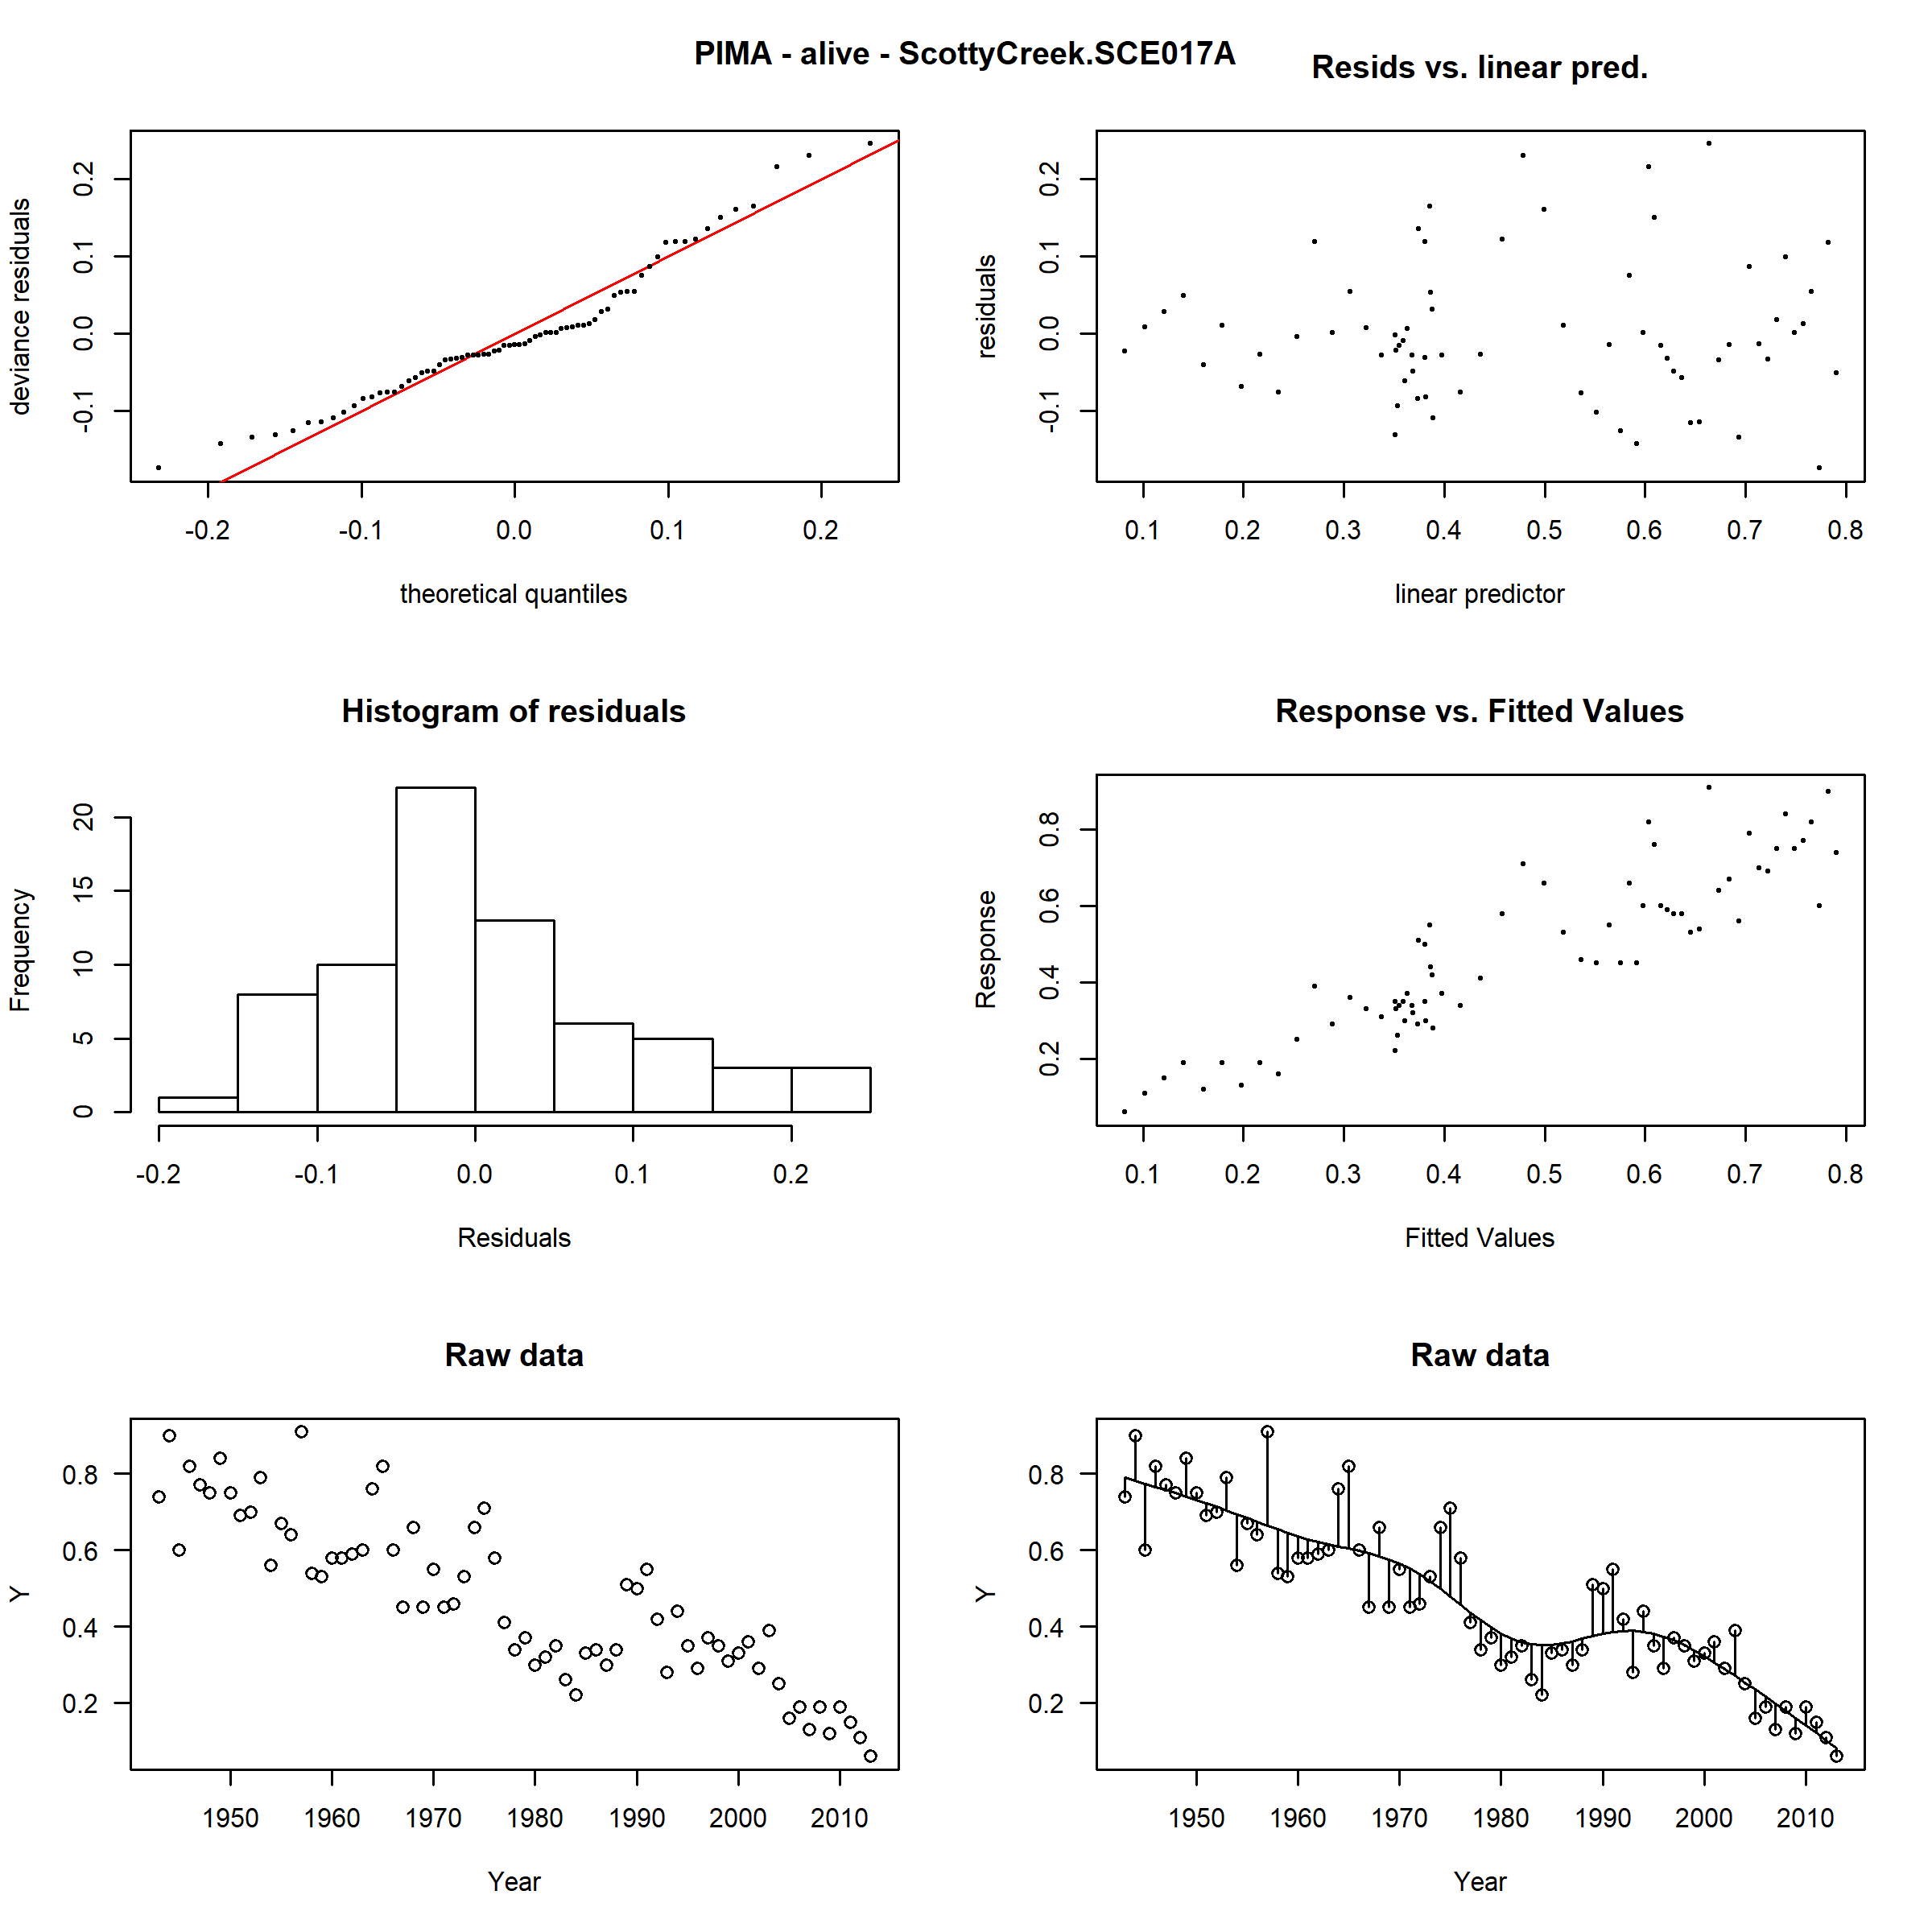 PIMA - alive - ScottyCreek.SCE017A
Resids vs. linear pred.
deviance residuals
0.2
0.1
0.0
-0.1
-0.2 -0.1 0.0 0.1 0.2
theoretical quantiles
residuals
0.2
0.1
0.0
-0.1
0.1 0.2 0.3 0.4 0.5 0.6 0.7 0.8
linear predictor
Histogram of residuals
Frequency
20
15
10
5
0
-0.2 -0.1 0.0 0.1 0.2
Residuals
Response vs. Fitted Values
Response
0.8
0.6
0.4
0.2
0.1 0.2 0.3 0.4 0.5 0.6 0.7 0.8
Fitted Values
Raw data
Y
0.8
0.6
0.4
0.2
1950 1960 1970 1980 1990 2000 2010
Year
Raw data
Y
0.8
0.6
0.4
0.2
1950 1960 1970 1980 1990 2000 2010
Year